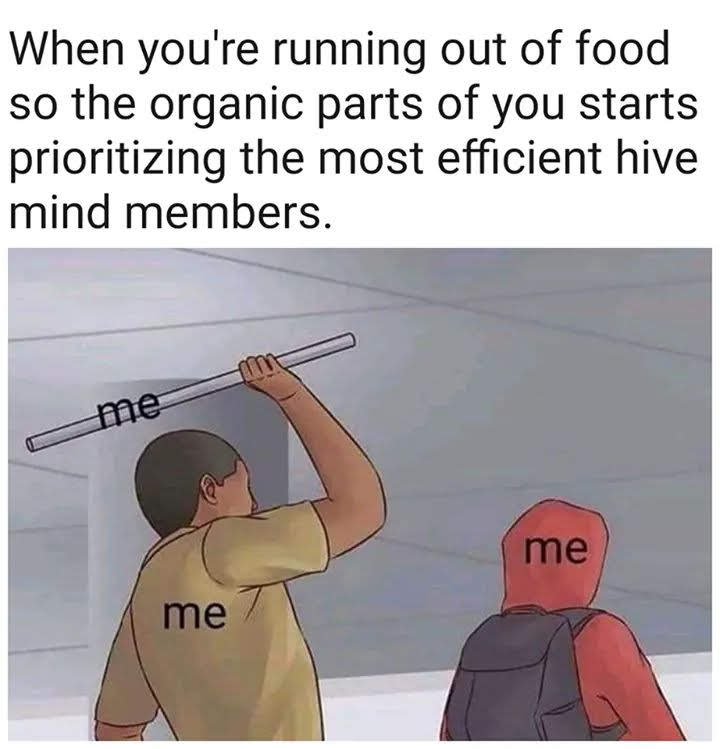 When you're running out of food
so the organic parts of you starts
prioritizing the most efficient hive
mind members.
me
me
me